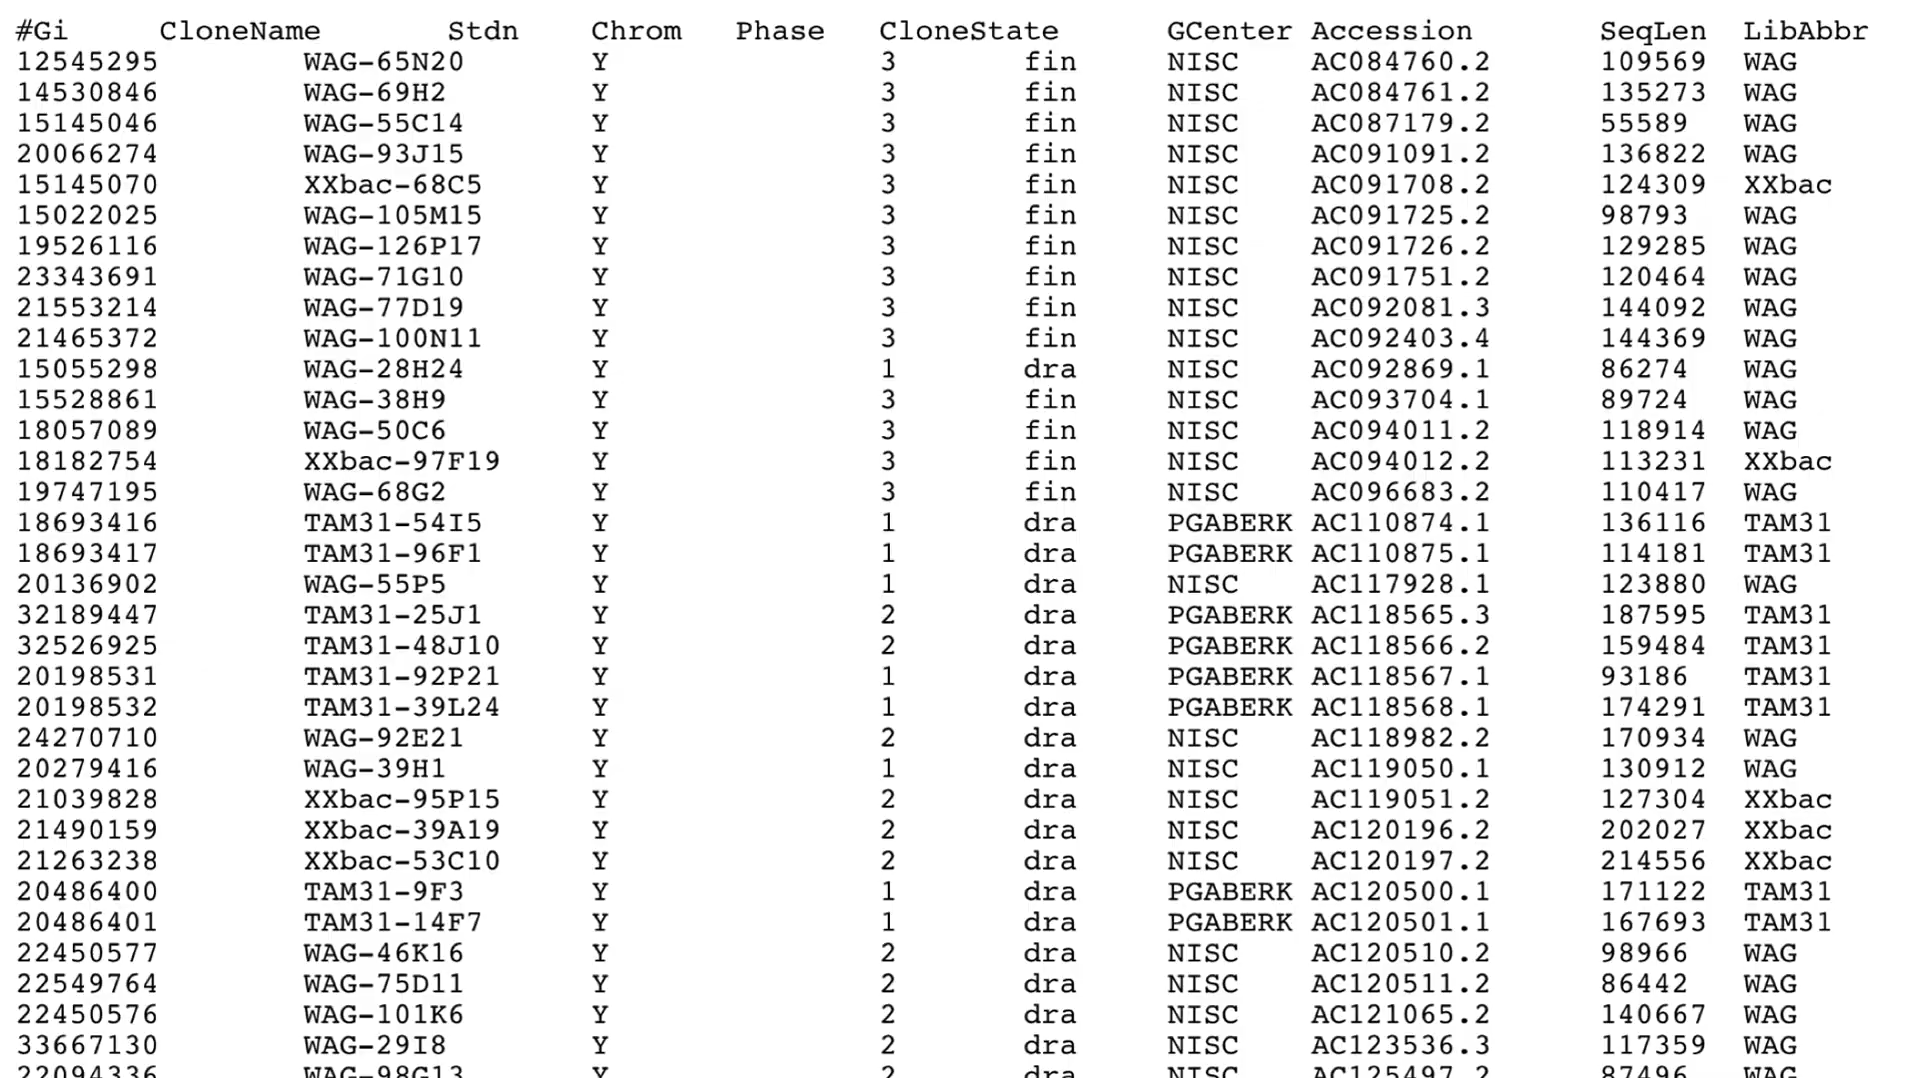 #Gi CloneName Stdn Chrom Phase CloneState GCenter Accession SeqLen LibAbbr
12545295 WAG-65N20 Y 3 fin NISC AC084760.2 109569 WAG
14530846 WAG-69H2 Y 3 fin NISC AC084761.2 135273 WAG
15145046 WAG-55C14 Y 3 fin NISC AC087179.2 55589 WAG
20066274 WAG-93J15 Y 3 fin NISC AC091091.2 136822 WAG
15145070 XXbac-68C5 Y 3 fin NISC AC091708.2 124309 XXbac
15022025 WAG-105M15 Y 3 fin NISC AC091725.2 98793 WAG
19526116 WAG-126P17 Y 3 fin NISC AC091726.2 129285 WAG
23343691 WAG-71G10 Y 3 fin NISC AC091751.2 120464 WAG
21553214 WAG-77D19 Y 3 fin NISC AC092081.3 144092 WAG
21465372 WAG-100N11 Y 3 fin NISC AC092403.4 144369 WAG
15055298 WAG-28H24 Y 1 dra NISC AC092869.1 86274 WAG
15528861 WAG-38H9 Y 3 fin NISC AC093704.1 89724 WAG
18057089 WAG-50C6 Y 3 fin NISC AC094011.2 118914 WAG
18182754 XXbac-97F19 Y 3 fin NISC AC094012.2 113231 XXbac
19747195 WAG-68G2 Y 3 fin NISC AC096683.2 110417 WAG
18693416 TAM31-54I5 Y 1 dra PGABERK AC110874.1 136116 TAM31
18693417 TAM31-96F1 Y 1 dra PGABERK AC110875.1 114181 TAM31
20136902 WAG-55P5 Y 1 dra NISC AC117928.1 123880 WAG
32189447 TAM31-25J1 Y 2 dra PGABERK AC118565.3 187595 TAM31
32526925 TAM31-48J10 Y 2 dra PGABERK AC118566.2 159484 TAM31
20198531 TAM31-92P21 Y 1 dra PGABERK AC118567.1 93186 TAM31
20198532 TAM31-39L24 Y 1 dra PGABERK AC118568.1 174291 TAM31
24270710 WAG-92E21 Y 2 dra NISC AC118982.2 170934 WAG
20279416 WAG-39H1 Y 1 dra NISC AC119050.1 130912 WAG
21039828 XXbac-95P15 Y 2 dra NISC AC119051.2 127304 XXbac
21490159 XXbac-39A19 Y 2 dra NISC AC120196.2 202027 XXbac
21263238 XXbac-53C10 Y 2 dra NISC AC120197.2 214556 XXbac
20486400 TAM31-9F3 Y 1 dra PGABERK AC120500.1 171122 TAM31
20486401 TAM31-14F7 Y 1 dra PGABERK AC120501.1 167693 TAM31
22450577 WAG-46K16 Y 2 dra NISC AC120510.2 98966 WAG
22549764 WAG-75D11 Y 2 dra NISC AC120511.2 86442 WAG
22450576 WAG-101K6 Y 2 dra NISC AC121065.2 140667 WAG
33667130 WAG-29I8 Y 2 dra NISC AC123536.3 117359 WAG
22094336 WAG-98G13 Y 2 dra NISC AC125497.2 87496 WAG